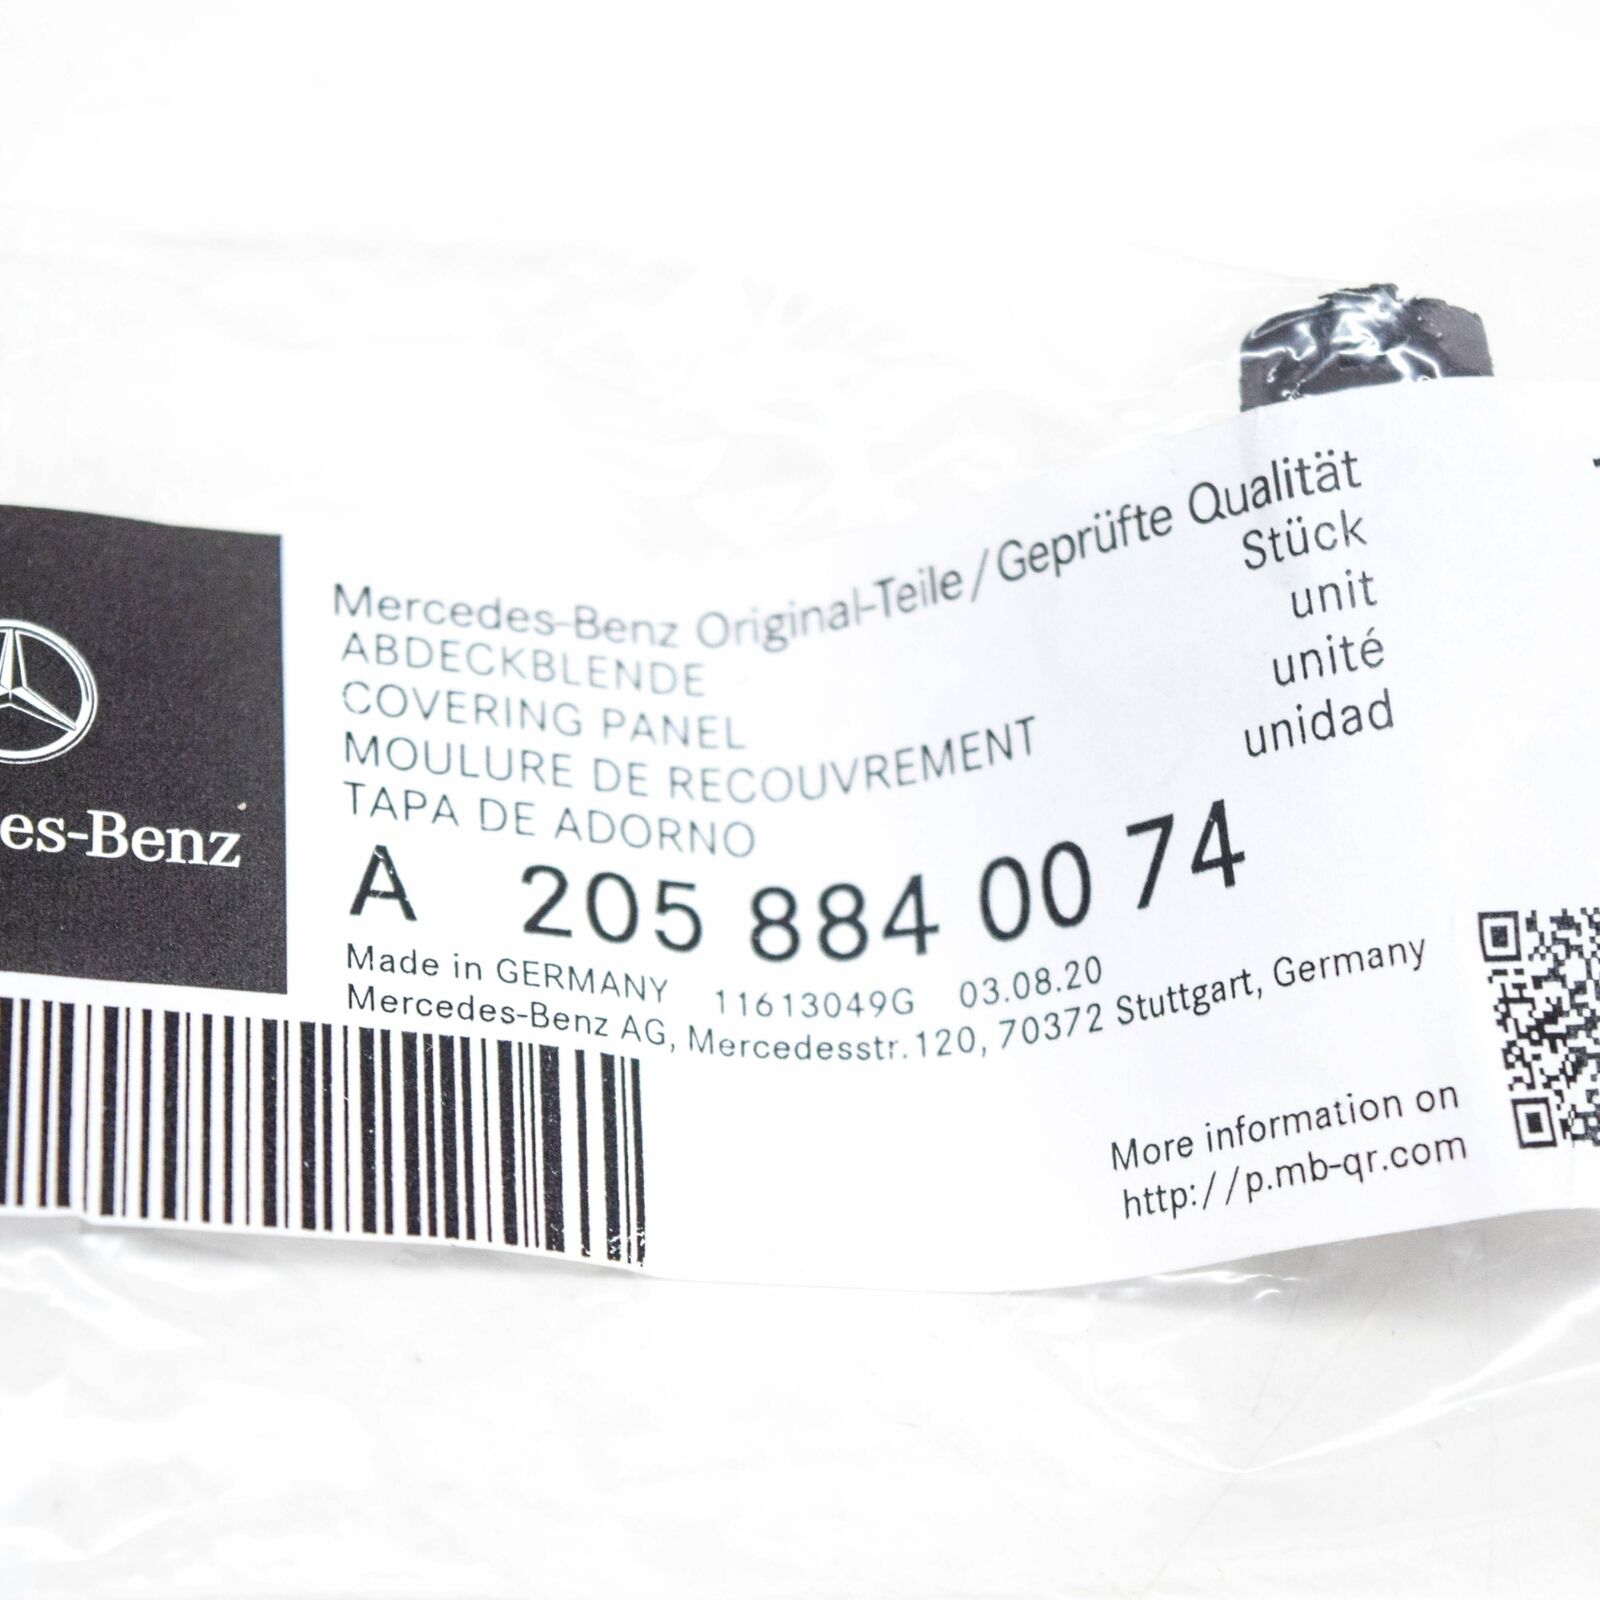 Mercedes-Benz Original-Teile/Geprüfte Qualität
ABDECKBLENDE
COVERING PANEL
MOULURE DE RECOUVREMENT
TAPA DE ADORNO
Stück
unit
unité
unidad
es-Benz
A 205 884 00 74
Made in GERMANY 11613049G 03.08.20
Mercedes-Benz AG, Mercedesstr. 120, 70372 Stuttgart, Germany
More information on
http://p.mb-qr.com